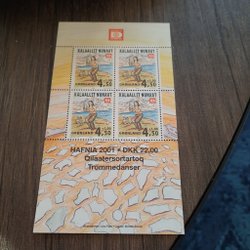 KALAALLIT NUNAAT KALAALLIT NUNAAT
GRØNLAND 4,50 GRØNLAND 4,50
KALAALLIT NUNAAT KALAALLIT NUNAAT
GRØNLAND 4,50 GRØNLAND 4,50
HAFNIA 2001 • DKK 22,00
Qilaatersortartoq
Trommedanser